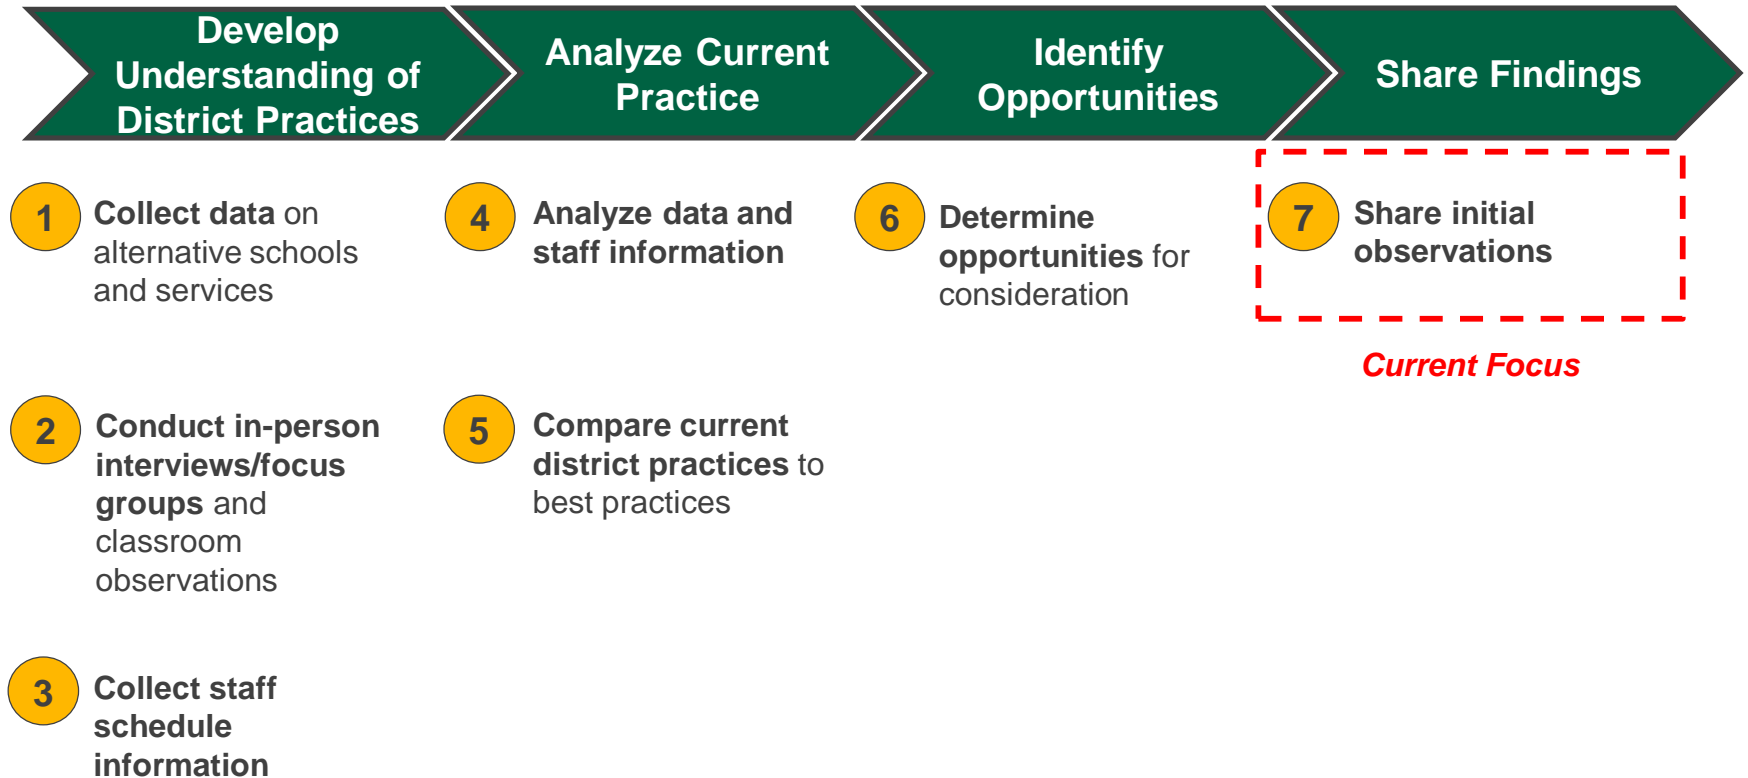 Develop
Understanding of
District Practices
Analyze Current
Practice
Identify
Opportunities
Share Findings
1
Collect data on
alternative schools
and services
2
Conduct in-person
interviews/focus
groups and
classroom
observations
3
Collect staff
schedule
information
4
Analyze data and
staff information
5
Compare current
district practices to
best practices
6
Determine
opportunities for
consideration
7
Share initial
observations
Current Focus